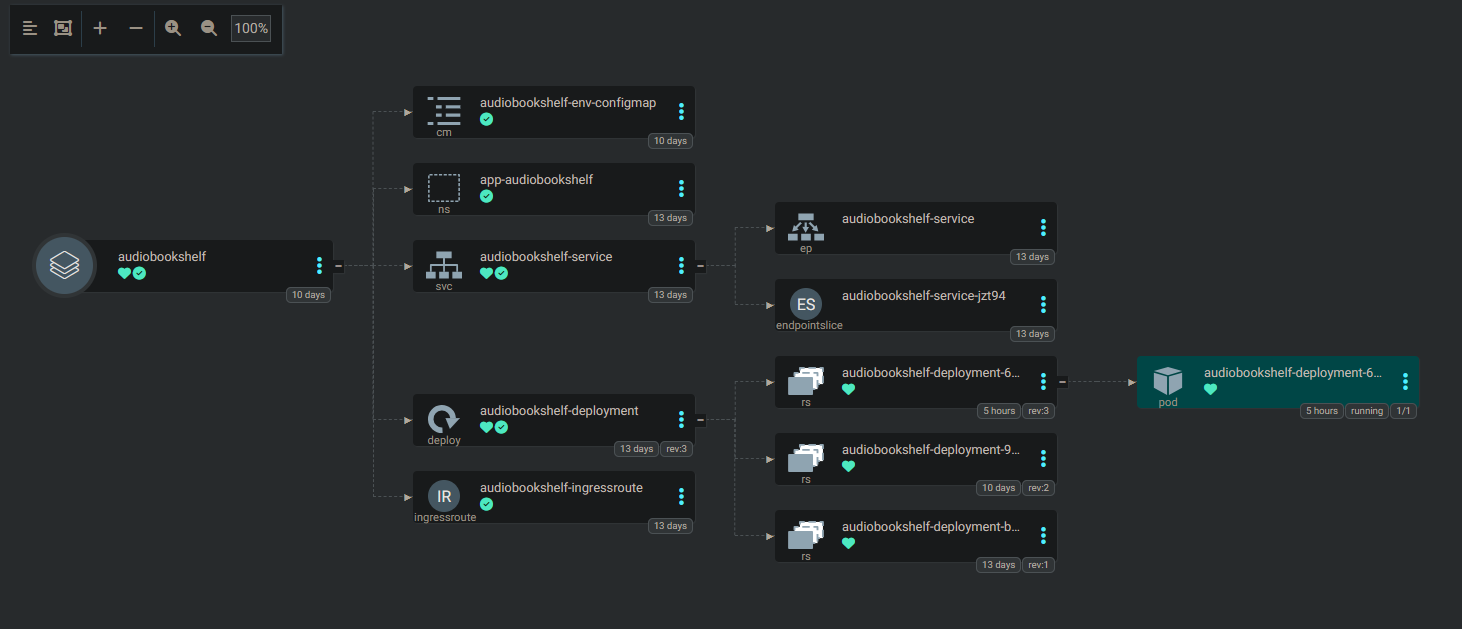 100%
audiobookshelf
10 days
audiobookshelf-env-configmap
cm
10 days
app-audiobookshelf
ns
13 days
audiobookshelf-service
svc
13 days
audiobookshelf-deployment
deploy
13 days rev:3
IR
audiobookshelf-ingressroute
ingressroute
13 days
audiobookshelf-service
ep
13 days
ES
audiobookshelf-service-jzt94
endpointslice
13 days
audiobookshelf-deployment-6...
rs
5 hours rev:3
audiobookshelf-deployment-9...
rs
10 days rev:2
audiobookshelf-deployment-b...
rs
13 days rev:1
audiobookshelf-deployment-6...
pod
5 hours running 1/1